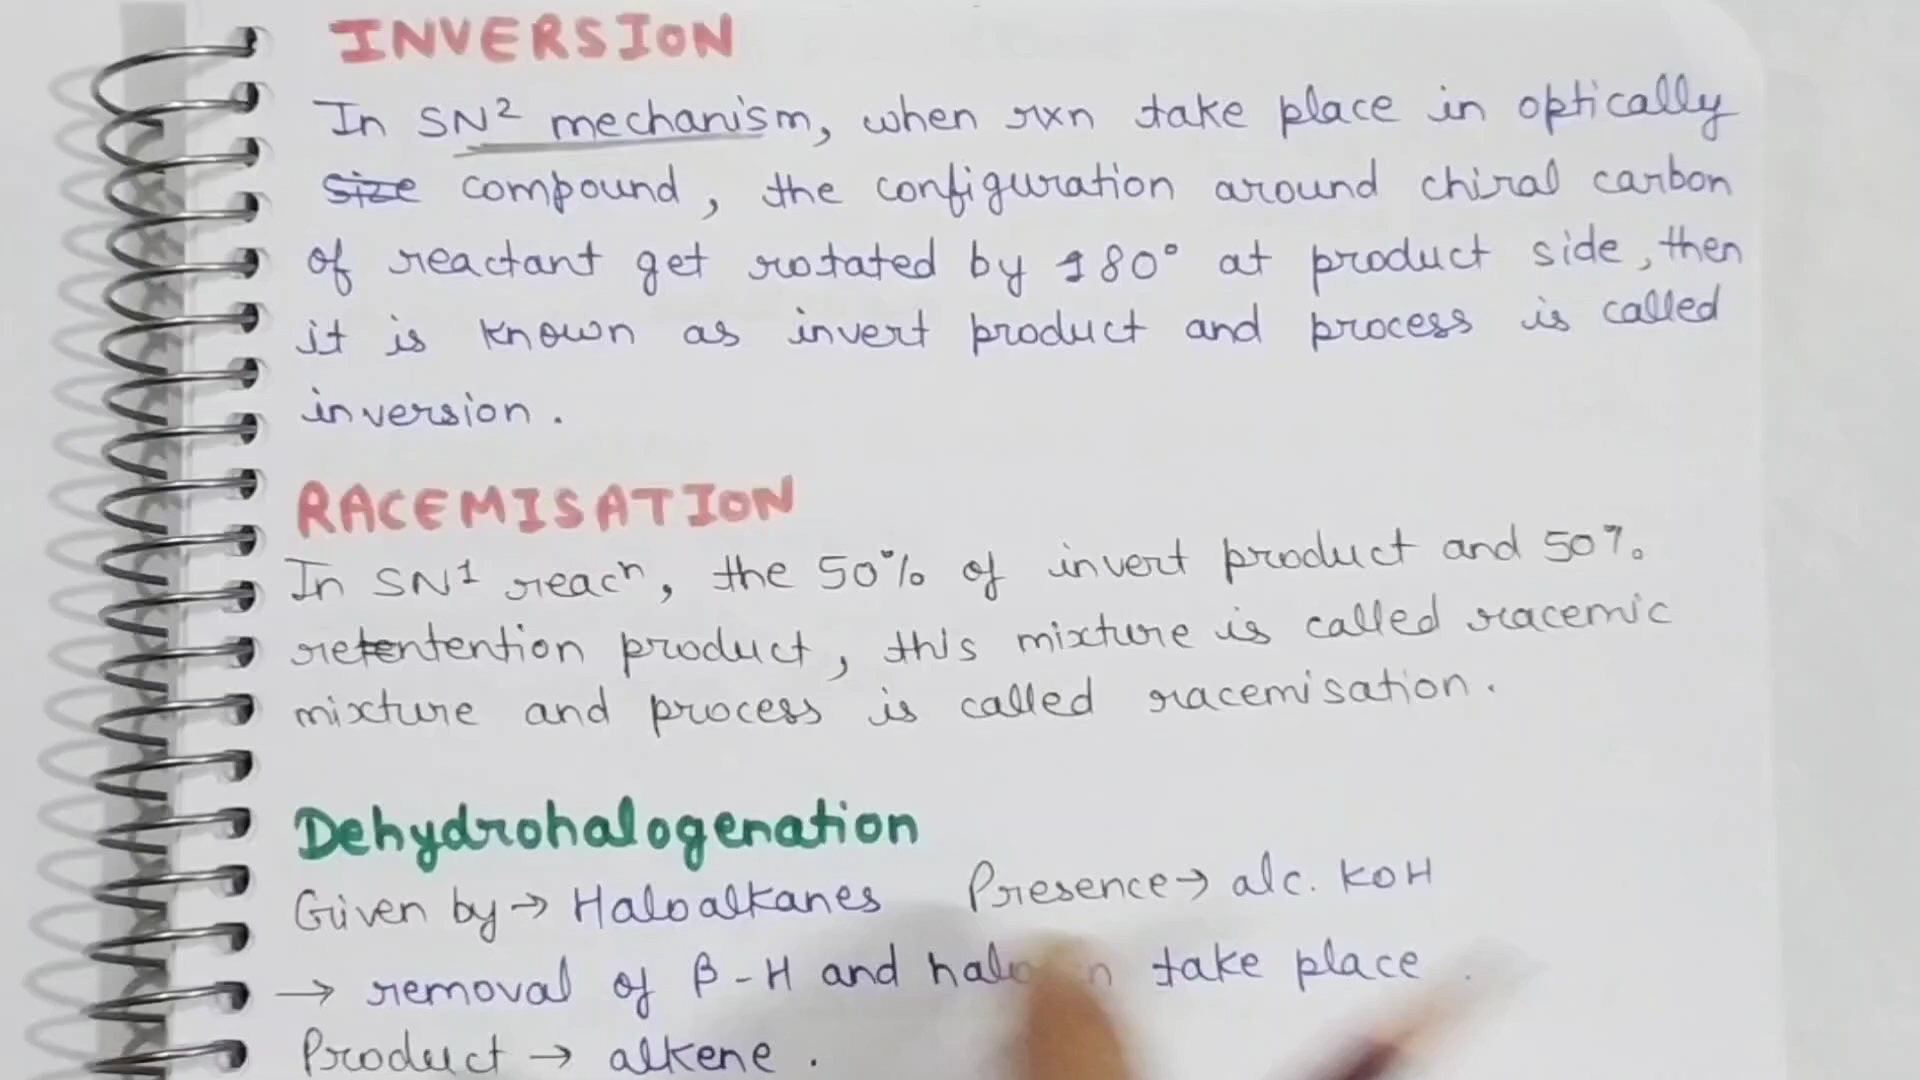 INVERSION
In SN² mechanism, when rxn take place in optically
size compound, the configuration around chiral carbon
of reactant get rotated by 180° at product side, then
it is known as invert product and process is called
inversion.
RACEMISATION
In SN¹ reacⁿ, the 50% of invert product and 50%
retentention product, this mixture is called racemic
mixture and process is called racemisation.
Dehydrohalogenation
Given by → Haloalkanes Presence → alc. KOH
→ removal of β-H and take place.
Product → alkene.